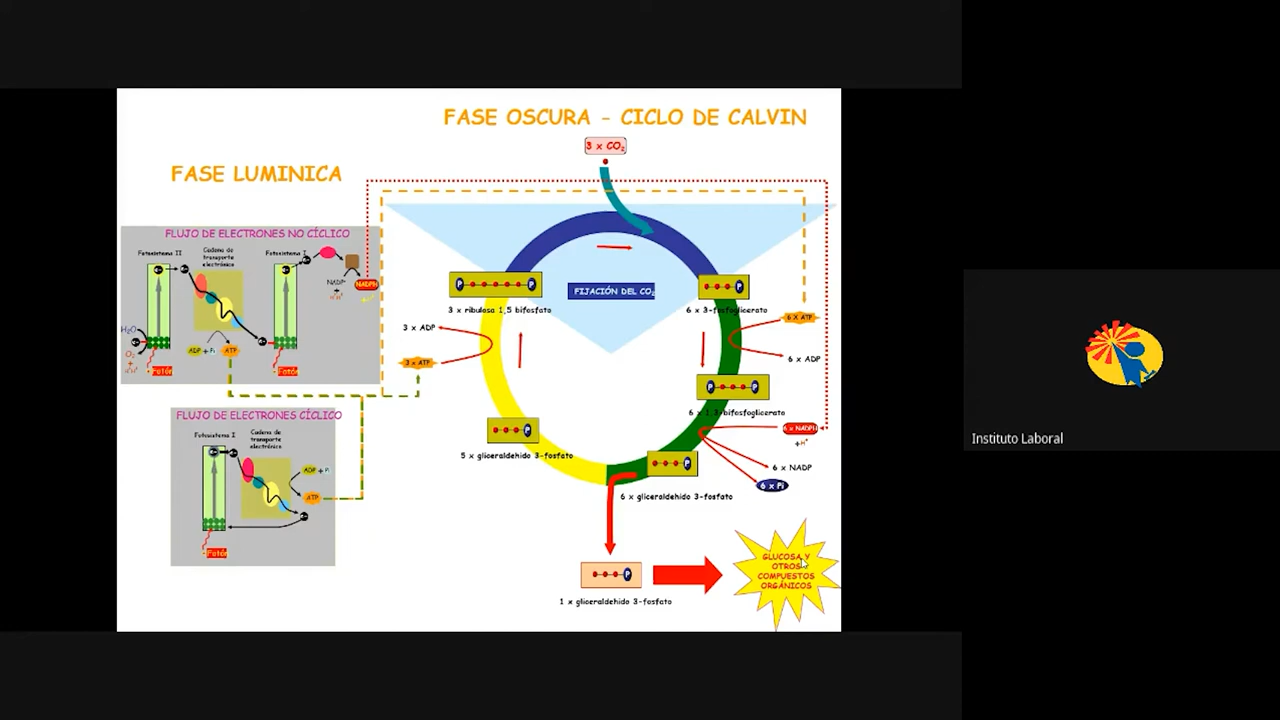 FASE OSCURA - CICLO DE CALVIN
3 x CO₂
FASE LUMINICA
FLUJO DE ELECTRONES NO CÍCLICO
Fotosistema II
Cadena de
transporte
electrónico
Fotosistema I
NADP⁺
NADPH
H₂O
O₂
+
ADP + Pi
ATP
Fotón
Fotón
FLUJO DE ELECTRONES CÍCLICO
Fotosistema I
Cadena de
transporte
electrónico
ADP + Pi
ATP
Fotón
FIJACIÓN DEL CO₂
P
P
3 x ribulosa 1,5 bifosfato
3 x ADP
3 x ATP
P
5 x gliceraldehido 3-fosfato
P
6 x 3-fosfoglicerato
6 X ATP
6 x ADP
P
P
6 x 1,3-bifosfoglicerato
6 x NADPH
+H⁺
6 x NADP
6 x Pi
P
6 x gliceraldehido 3-fosfato
P
1 x gliceraldehido 3-fosfato
GLUCOSA Y
OTROS
COMPUESTOS
ORGÁNICOS
Instituto Laboral